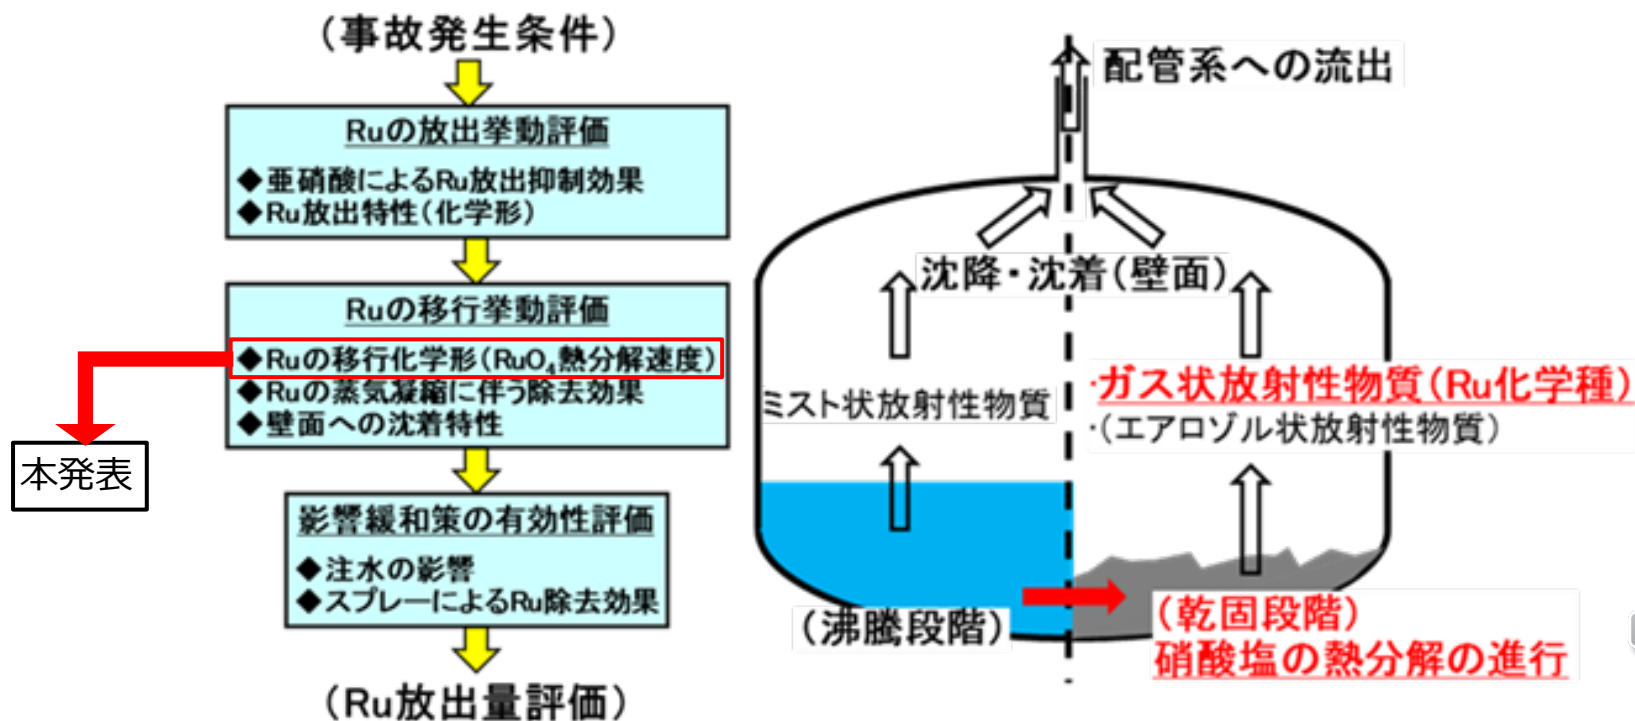 (事故発生条件)
Ruの放出挙動評価
◆亜硝酸によるRu放出抑制効果
◆Ru放出特性(化学形)
Ruの移行挙動評価
◆Ruの移行化学形(RuO₄熱分解速度)
◆Ruの蒸気凝縮に伴う除去効果
◆壁面への沈着特性
本発表
影響緩和策の有効性評価
◆注水の影響
◆スプレーによるRu除去効果
(Ru放出量評価)
配管系への流出
沈降・沈着(壁面)
ミスト状放射性物質
・ガス状放射性物質(Ru化学種)
・(エアロゾル状放射性物質)
(沸騰段階)
(乾固段階)
硝酸塩の熱分解の進行